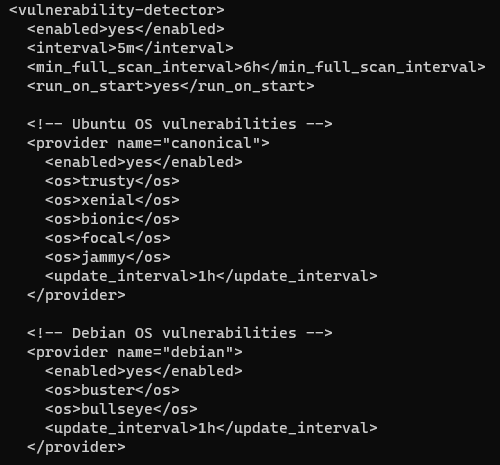 <vulnerability-detector>
  <enabled>yes</enabled>
  <interval>5m</interval>
  <min_full_scan_interval>6h</min_full_scan_interval>
  <run_on_start>yes</run_on_start>

  <!-- Ubuntu OS vulnerabilities -->
  <provider name="canonical">
    <enabled>yes</enabled>
    <os>trusty</os>
    <os>xenial</os>
    <os>bionic</os>
    <os>focal</os>
    <os>jammy</os>
    <update_interval>1h</update_interval>
  </provider>

  <!-- Debian OS vulnerabilities -->
  <provider name="debian">
    <enabled>yes</enabled>
    <os>buster</os>
    <os>bullseye</os>
    <update_interval>1h</update_interval>
  </provider>